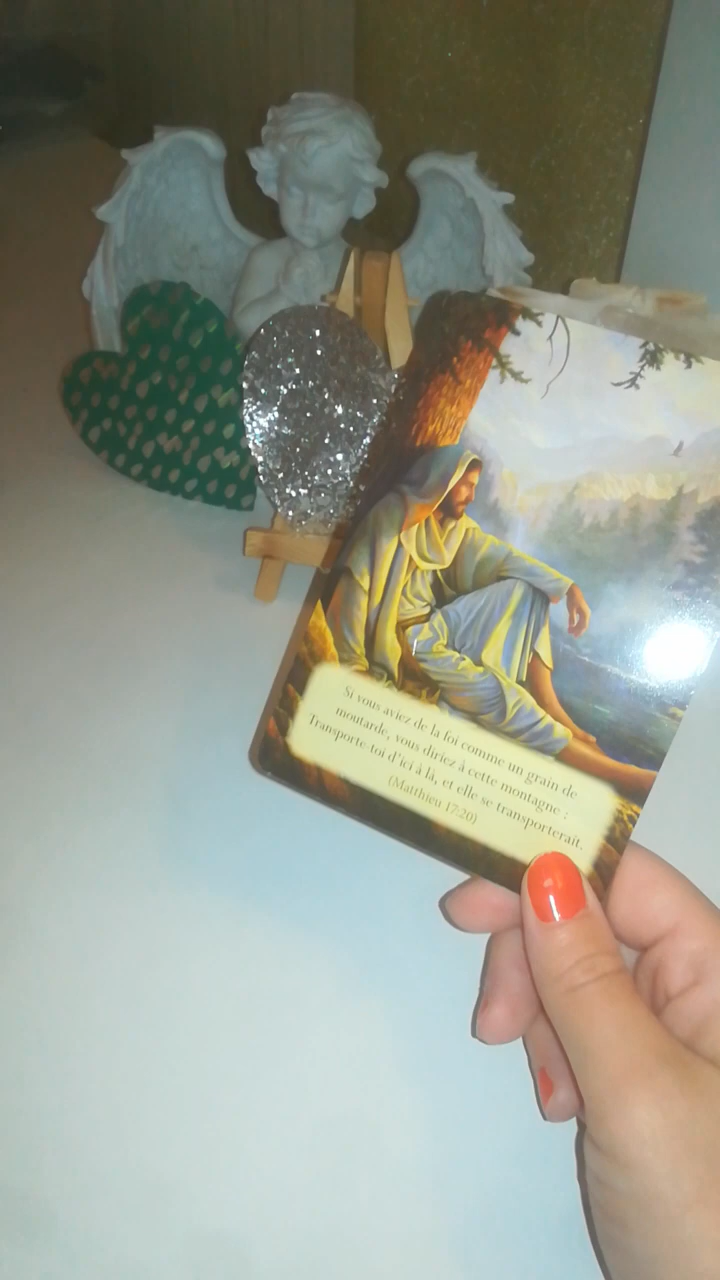 Si vous aviez de la foi comme un grain de
moutarde, vous diriez à cette montagne :
Transporte-toi d'ici à là, et elle se transporterait.
(Matthieu 17:20)